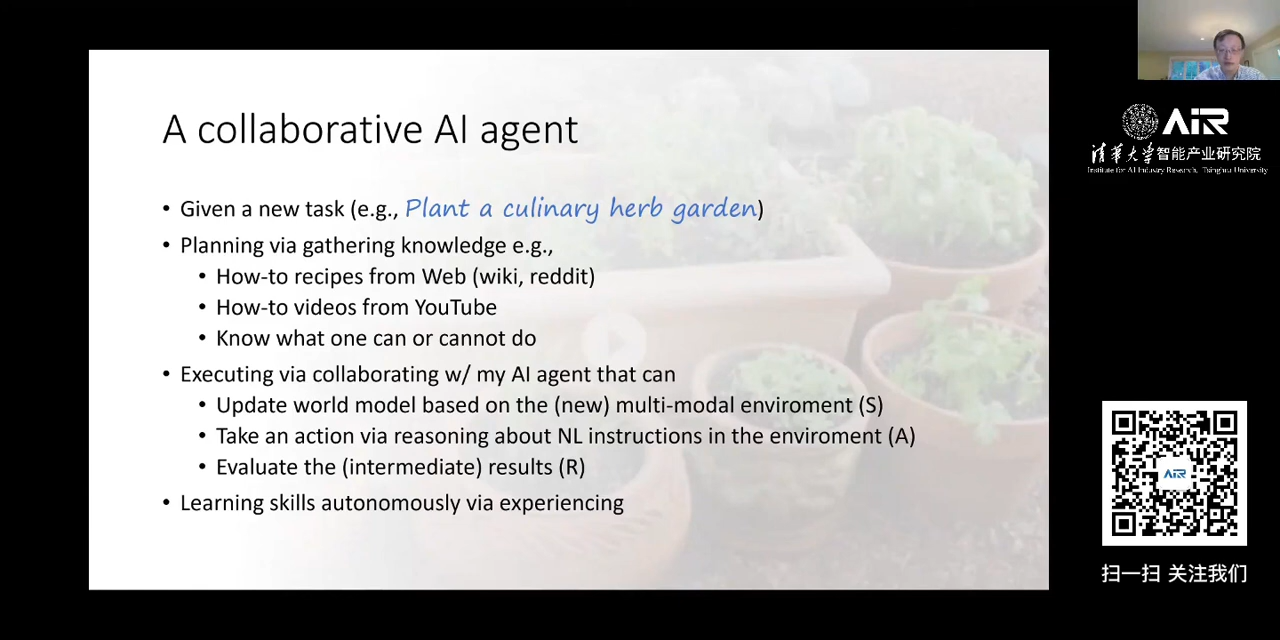 A collaborative AI agent
• Given a new task (e.g., Plant a culinary herb garden)
• Planning via gathering knowledge e.g.,
• How-to recipes from Web (wiki, reddit)
• How-to videos from YouTube
• Know what one can or cannot do
• Executing via collaborating w/ my AI agent that can
• Update world model based on the (new) multi-modal enviroment (S)
• Take an action via reasoning about NL instructions in the enviroment (A)
• Evaluate the (intermediate) results (R)
• Learning skills autonomously via experiencing
AIR
清华大学智能产业研究院
Institute for AI Industry Research, Tsinghua University
AIR
扫一扫 关注我们